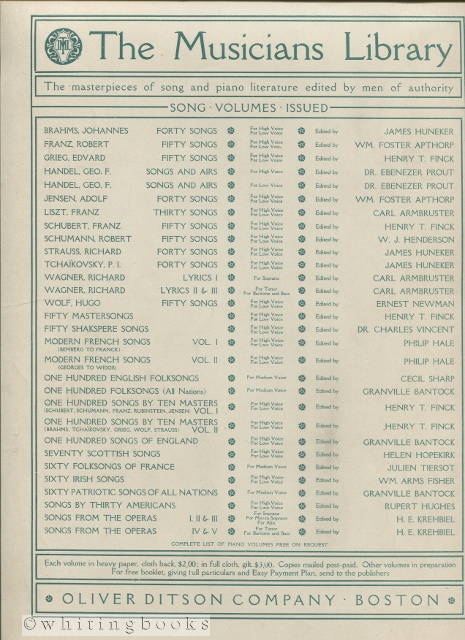 The Musicians Library
The masterpieces of song and piano literature edited by men of authority
SONG · VOLUMES · ISSUED
BRAHMS, JOHANNES FORTY SONGS For High Voice For Low Voice Edited by JAMES HUNEKER
FRANZ, ROBERT FIFTY SONGS For High Voice For Low Voice Edited by WM. FOSTER APTHORP
GRIEG, EDVARD FIFTY SONGS For High Voice For Low Voice Edited by HENRY T. FINCK
HANDEL, GEO. F. SONGS AND AIRS For High Voice Edited by DR. EBENEZER PROUT
HANDEL, GEO. F. SONGS AND AIRS For Low Voice Edited by DR. EBENEZER PROUT
JENSEN, ADOLF FORTY SONGS For High Voice For Low Voice Edited by WM. FOSTER APTHORP
LISZT, FRANZ THIRTY SONGS For High Voice For Low Voice Edited by CARL ARMBRUSTER
SCHUBERT, FRANZ FIFTY SONGS For High Voice For Low Voice Edited by HENRY T. FINCK
SCHUMANN, ROBERT FIFTY SONGS For High Voice For Low Voice Edited by W. J. HENDERSON
STRAUSS, RICHARD FORTY SONGS For High Voice For Low Voice Edited by JAMES HUNEKER
TCHAÏKOVSKY, P. I. FORTY SONGS For High Voice For Low Voice Edited by JAMES HUNEKER
WAGNER, RICHARD LYRICS I For Soprano Edited by CARL ARMBRUSTER
WAGNER, RICHARD LYRICS II & III For Tenor For Baritone and Bass Edited by CARL ARMBRUSTER
WOLF, HUGO FIFTY SONGS For High Voice For Low Voice Edited by ERNEST NEWMAN
FIFTY MASTERSONGS For High Voice For Low Voice Edited by HENRY T. FINCK
FIFTY SHAKSPERE SONGS For High Voice For Low Voice Edited by DR. CHARLES VINCENT
MODERN FRENCH SONGS VOL. I For High Voice For Low Voice Edited by PHILIP HALE
(BEMBERG TO FRANCK)
MODERN FRENCH SONGS VOL. II For High Voice For Low Voice Edited by PHILIP HALE
(GEORGES TO WIDOR)
ONE HUNDRED ENGLISH FOLKSONGS For Medium Voice Edited by CECIL SHARP
ONE HUNDRED FOLKSONGS (All Nations) For Medium Voice Edited by GRANVILLE BANTOCK
ONE HUNDRED SONGS BY TEN MASTERS For High Voice For Low Voice Edited by HENRY T. FINCK
(SCHUBERT, SCHUMANN, FRANZ, RUBINSTEIN, JENSEN) VOL. I
ONE HUNDRED SONGS BY TEN MASTERS For High Voice For Low Voice Edited by HENRY T. FINCK
(BRAHMS, TCHAÏKOVSKY, GRIEG, WOLF, STRAUSS) VOL. II
ONE HUNDRED SONGS OF ENGLAND For High Voice For Low Voice Edited by GRANVILLE BANTOCK
SEVENTY SCOTTISH SONGS For High Voice For Low Voice Edited by HELEN HOPEKIRK
SIXTY FOLKSONGS OF FRANCE For Medium Voice Edited by JULIEN TIERSOT
SIXTY IRISH SONGS For High Voice For Low Voice Edited by WM. ARMS FISHER
SIXTY PATRIOTIC SONGS OF ALL NATIONS For Medium Voice Edited by GRANVILLE BANTOCK
SONGS BY THIRTY AMERICANS For High Voice For Low Voice Edited by RUPERT HUGHES
SONGS FROM THE OPERAS I, II & III For Soprano For Mezzo Soprano For Alto Edited by H. E. KREHBIEL
SONGS FROM THE OPERAS IV & V For Tenor For Baritone and Bass Edited by H. E. KREHBIEL
COMPLETE LIST OF PIANO VOLUMES FREE ON REQUEST
Each volume in heavy paper, cloth back, $2.00; in full cloth, gilt, $3.00. Copies mailed post-paid. Other volumes in preparation
For free booklet, giving full particulars and Easy Payment Plan, send to the publishers
OLIVER DITSON COMPANY · BOSTON
©whitingbooks